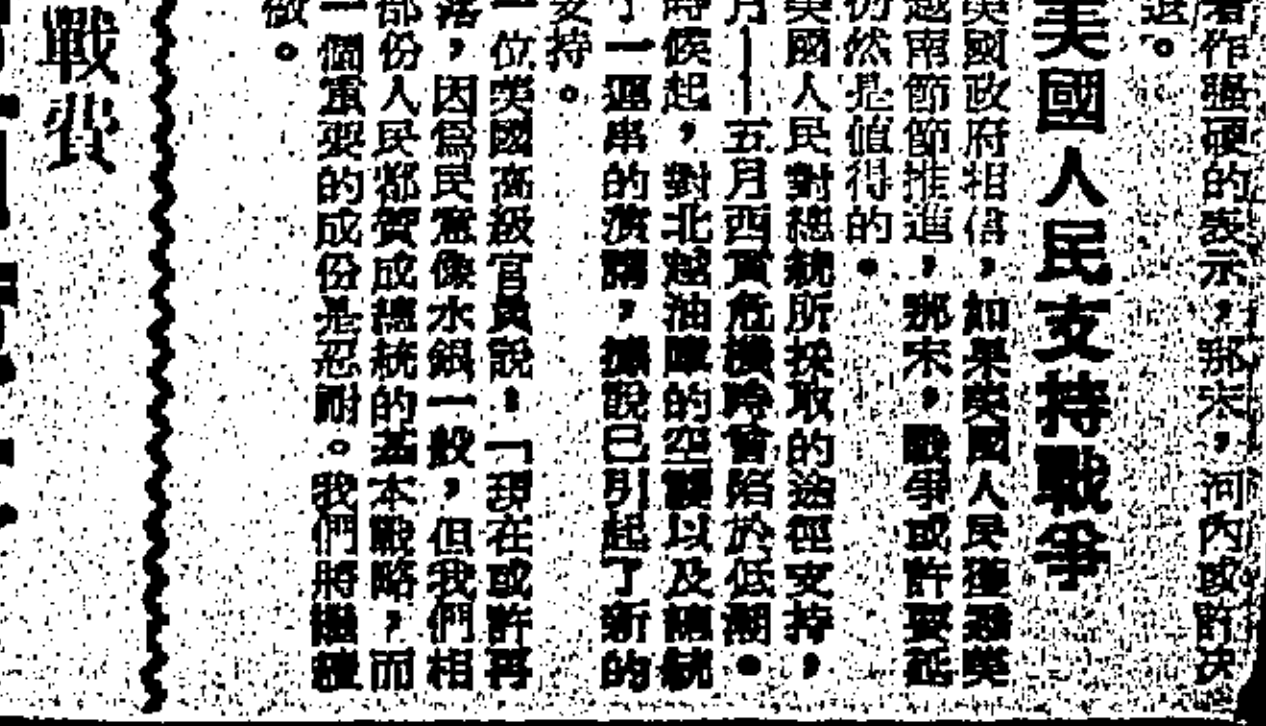 着作強硬的表示，那末，河內或許決
退。
美國人民支持戰爭
美國政府相信，如果美國人民獲悉美
越南節節推進，那末，戰爭或許要延
仍然是值得的。
美國人民對總統所採取的途徑支持，
月——五月西貢危機時曾陷於低潮。
時候起，對北越油庫的空襲以及總統
了一連串的演講，據說已引起了新的
支持。
一位美國高級官員說：「現在或許再
落，因為民意像水銀一般，但我們相
部份人民都贊成總統的基本戰略，而
一個重要的成份是忍耐。我們將繼續
戰費